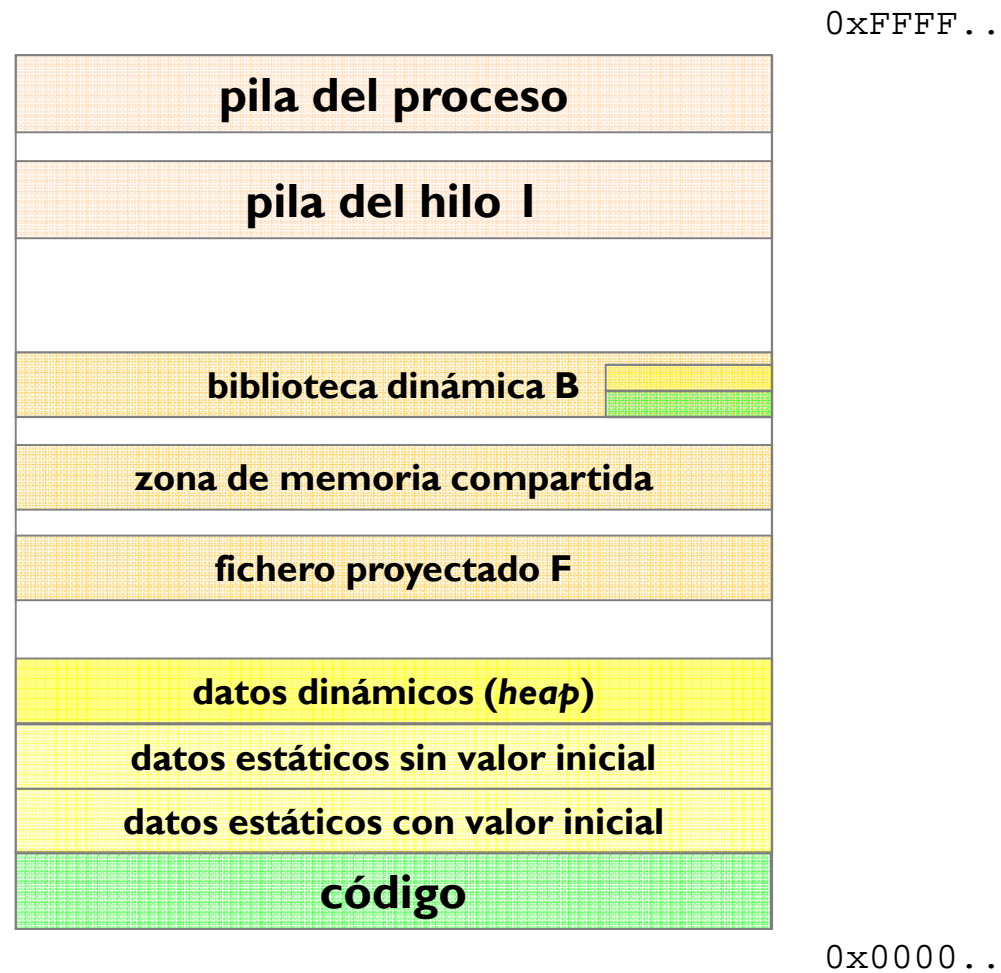 0xFFFF..
pila del proceso
pila del hilo 1
biblioteca dinámica B
zona de memoria compartida
fichero proyectado F
datos dinámicos (heap)
datos estáticos sin valor inicial
datos estáticos con valor inicial
código
0x0000..